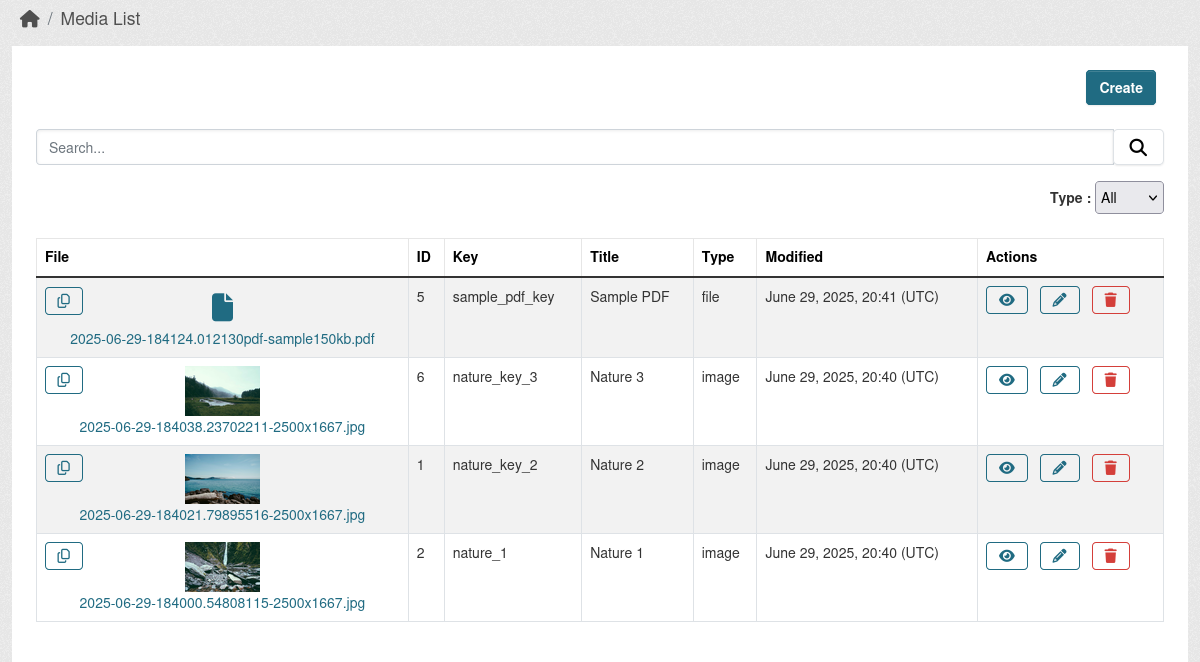 / Media List
Create
Search...
Type : All
File ID Key Title Type Modified Actions
5 sample_pdf_key Sample PDF file June 29, 2025, 20:41 (UTC)
2025-06-29-184124.012130pdf-sample150kb.pdf
6 nature_key_3 Nature 3 image June 29, 2025, 20:40 (UTC)
2025-06-29-184038.23702211-2500x1667.jpg
1 nature_key_2 Nature 2 image June 29, 2025, 20:40 (UTC)
2025-06-29-184021.79895516-2500x1667.jpg
2 nature_1 Nature 1 image June 29, 2025, 20:40 (UTC)
2025-06-29-184000.54808115-2500x1667.jpg